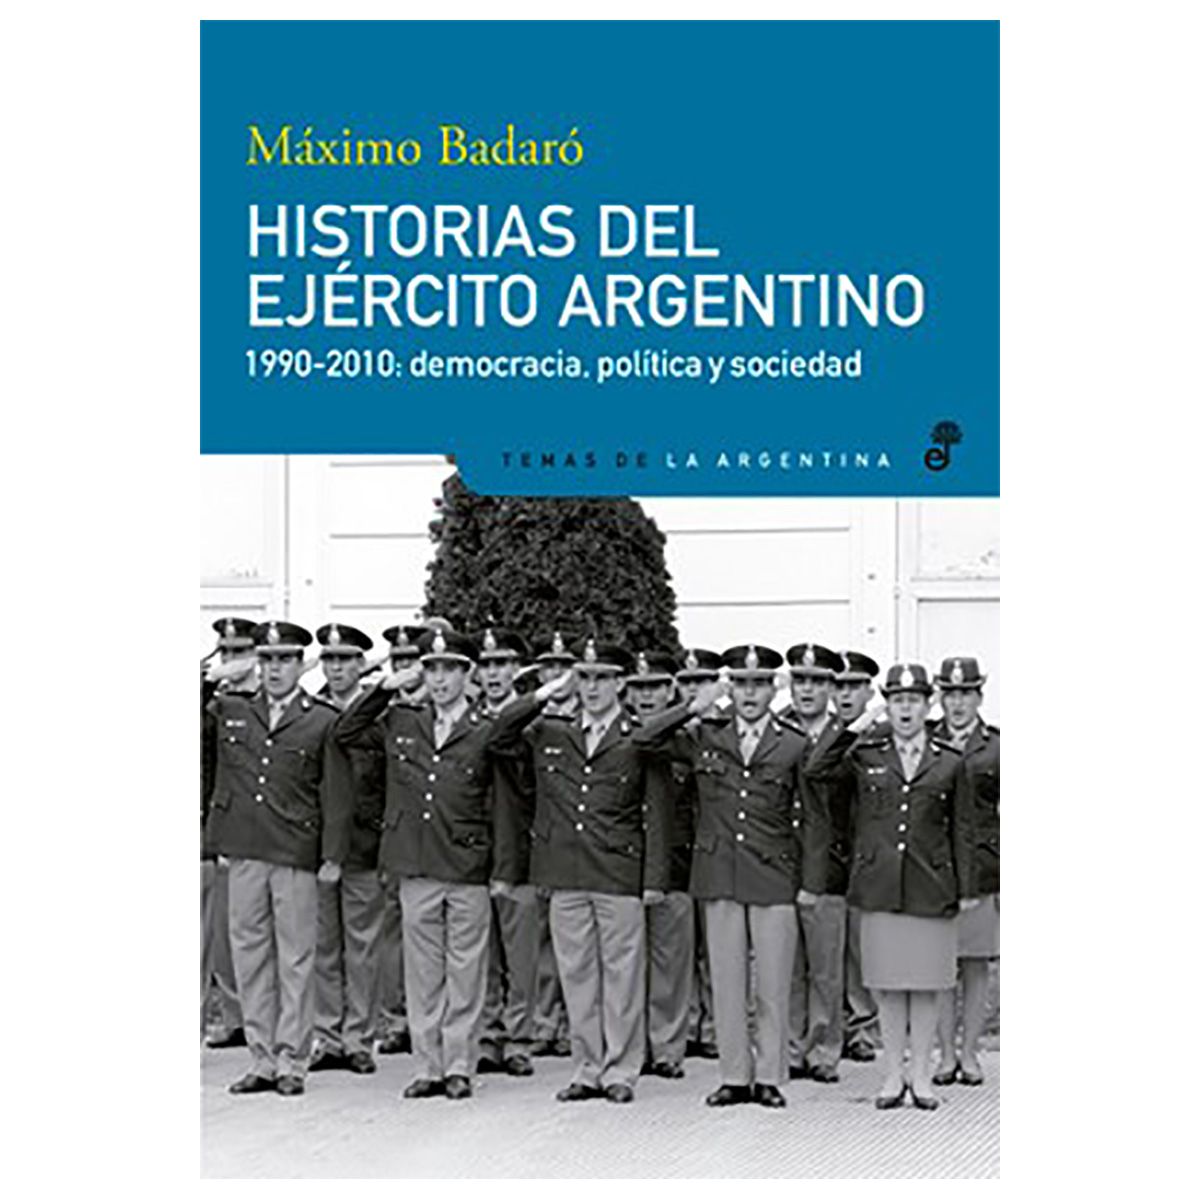 Máximo Badaró
HISTORIAS DEL
EJÉRCITO ARGENTINO
1990-2010: democracia, política y sociedad
TEMAS DE LA ARGENTINA
e